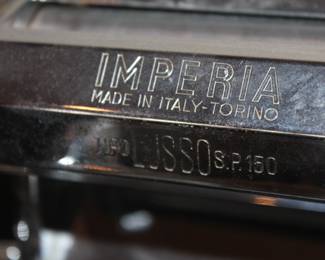 IMPERIA
MADE IN ITALY-TORINO
TIPO LUSSO S.P.150